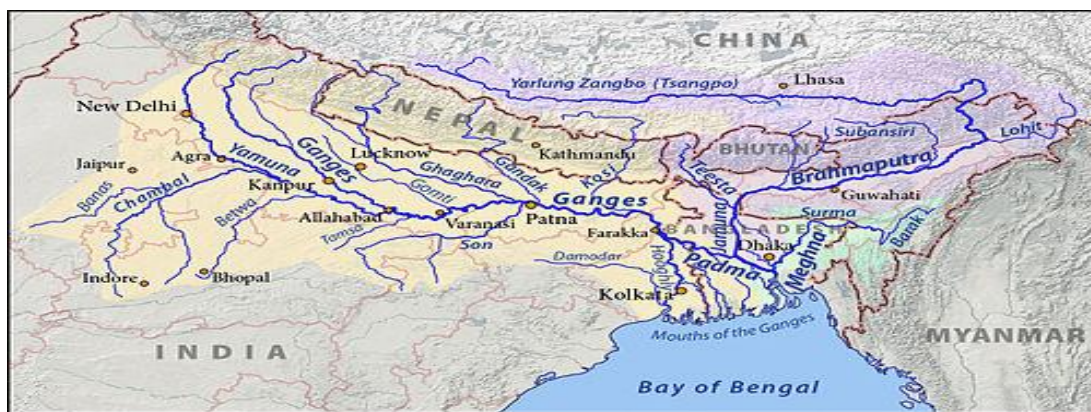 CHINA
Yarlung Zangbo (Tsangpo)
Lhasa
New Delhi
NEPAL
Subansiri
Lohit
BHUTAN
Jaipur
Agra
Yamuna
Ganges
Lucknow
Kathmandu
Kosi
Teesta
Brahmaputra
Banas
Chambal
Kanpur
Ghaghara
Gandak
Guwahati
Gomti
Betwa
Allahabad
Varanasi
Patna
Ganges
Jamuna
Surma
Tamsa
Farakka
BANGLADESH
Barak
Son
Dhaka
Meghna
Indore
Bhopal
Damodar
Hooghly
Padma
Kolkata
Mouths of the Ganges
INDIA
MYANMAR
Bay of Bengal